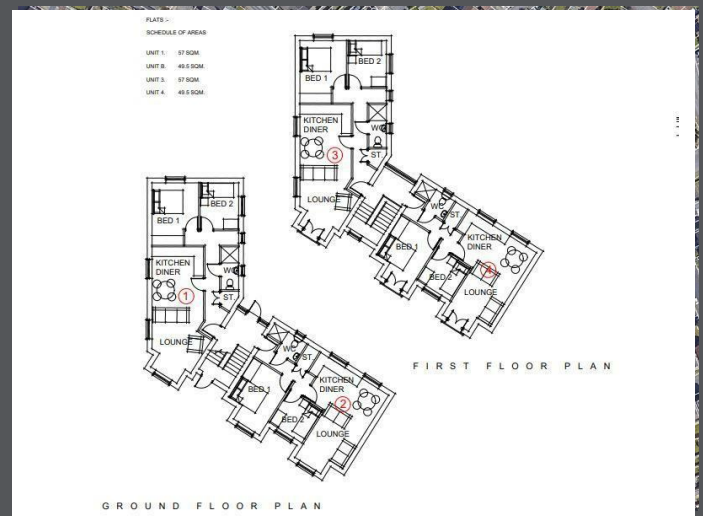 FLATS :-
SCHEDULE OF AREAS
UNIT 1. 57 SQM.
UNIT B. 49.5 SQM.
UNIT 3. 57 SQM.
UNIT 4. 49.5 SQM.
BED 1
BED 2
KITCHEN
DINER
WC
3
ST.
LOUNGE
WC
ST.
KITCHEN
DINER
BED 1
BED 2
4
LOUNGE
FIRST FLOOR PLAN
BED 1
BED 2
KITCHEN
DINER
WC
1
ST.
LOUNGE
WC
ST.
KITCHEN
DINER
BED 1
2
BED 2
LOUNGE
GROUND FLOOR PLAN